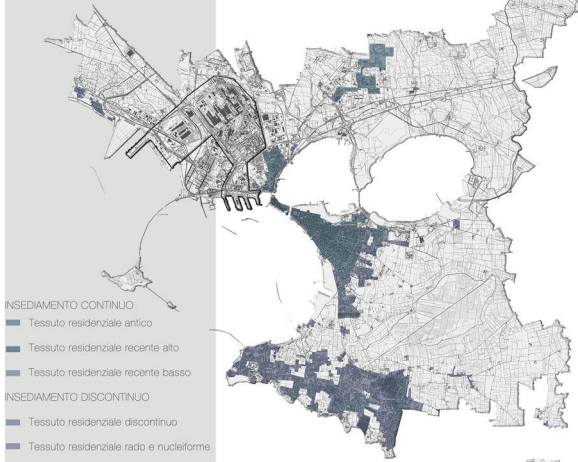 INSEDIAMENTO CONTINUO
Tessuto residenziale antico
Tessuto residenziale recente alto
Tessuto residenziale recente basso
INSEDIAMENTO DISCONTINUO
Tessuto residenziale discontinuo
Tessuto residenziale rado e nucleiforme